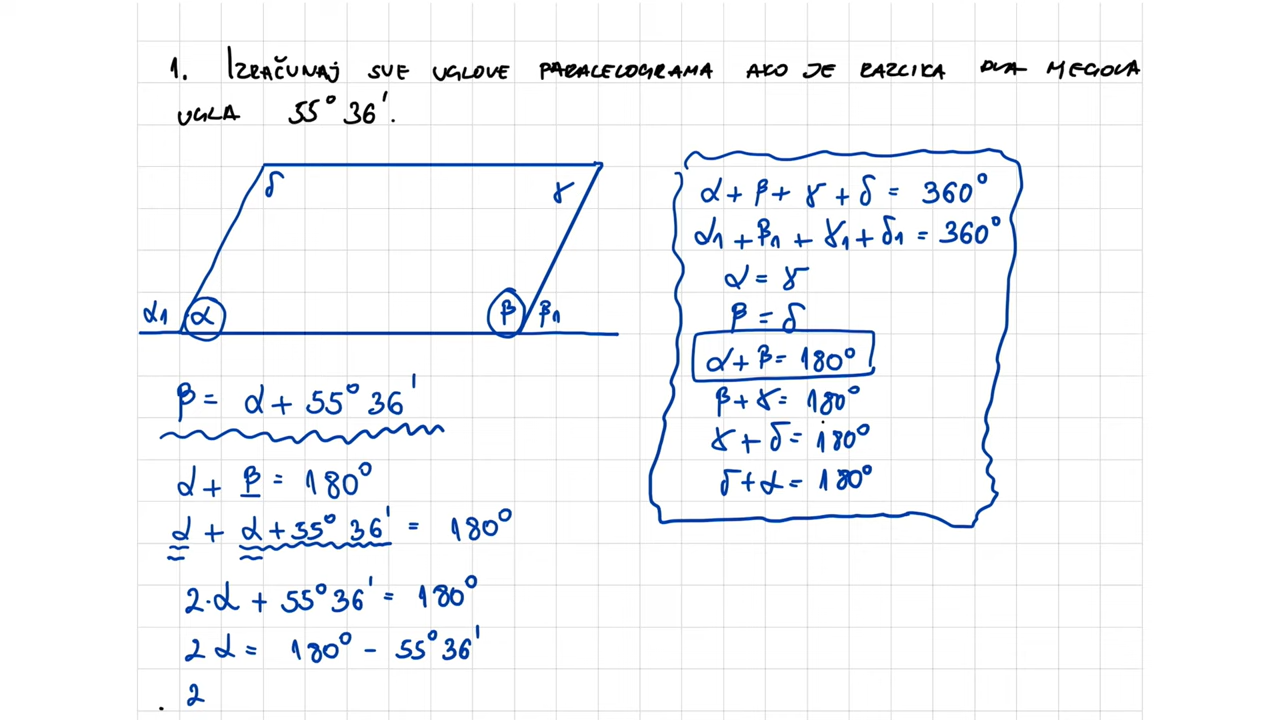 1. IZRAČUNAJ SVE UGLOVE PARALELOGRAMA AKO JE RAZLIKA DVA NJEGOVA
UGLA 55° 36'.
δ γ
α1 α β β1
β = α + 55° 36'
α + β = 180°
α + α + 55° 36' = 180°
2·α + 55° 36' = 180°
2α = 180° - 55° 36'
2
α + β + γ + δ = 360°
α1 + β1 + γ1 + δ1 = 360°
α = γ
β = δ
α + β = 180°
β + γ = 180°
γ + δ = 180°
δ + α = 180°